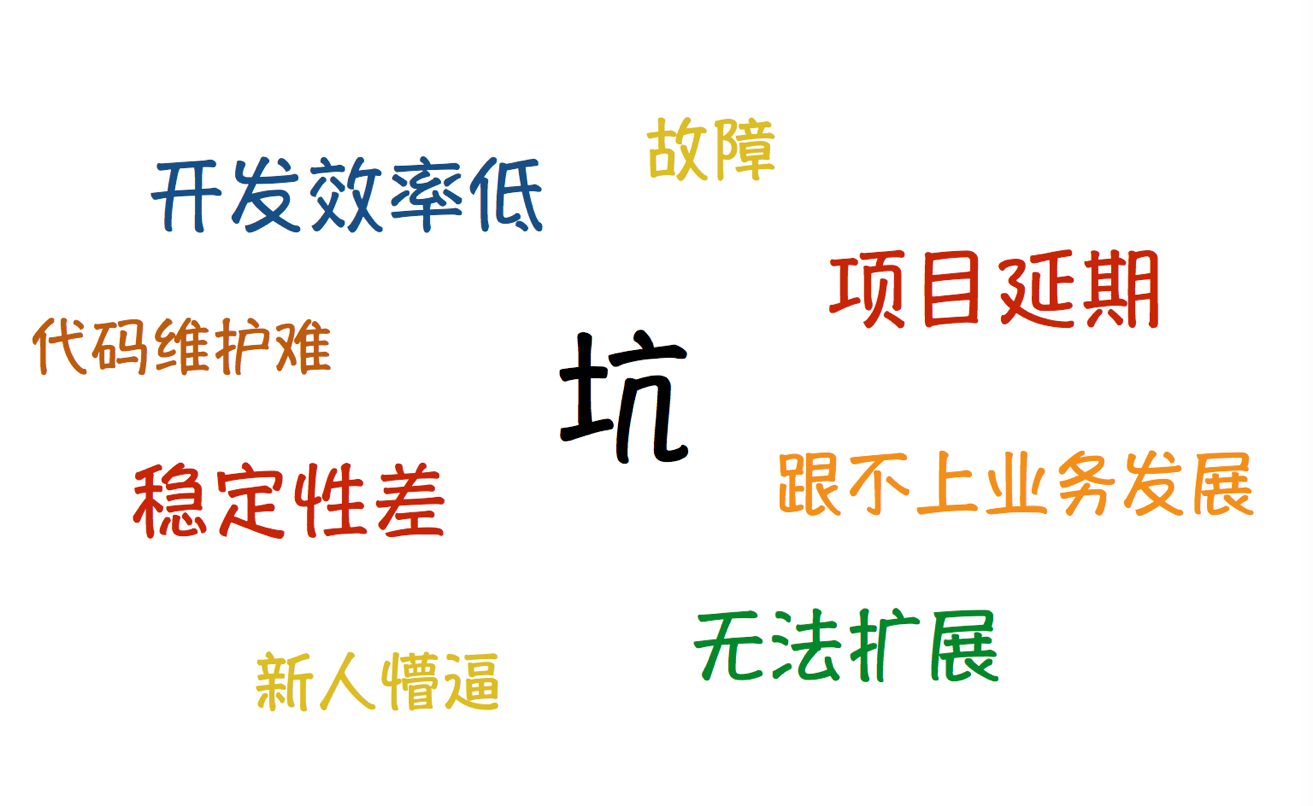 故障
开发效率低
项目延期
代码维护难
坑
跟不上业务发展
稳定性差
无法扩展
新人懵逼